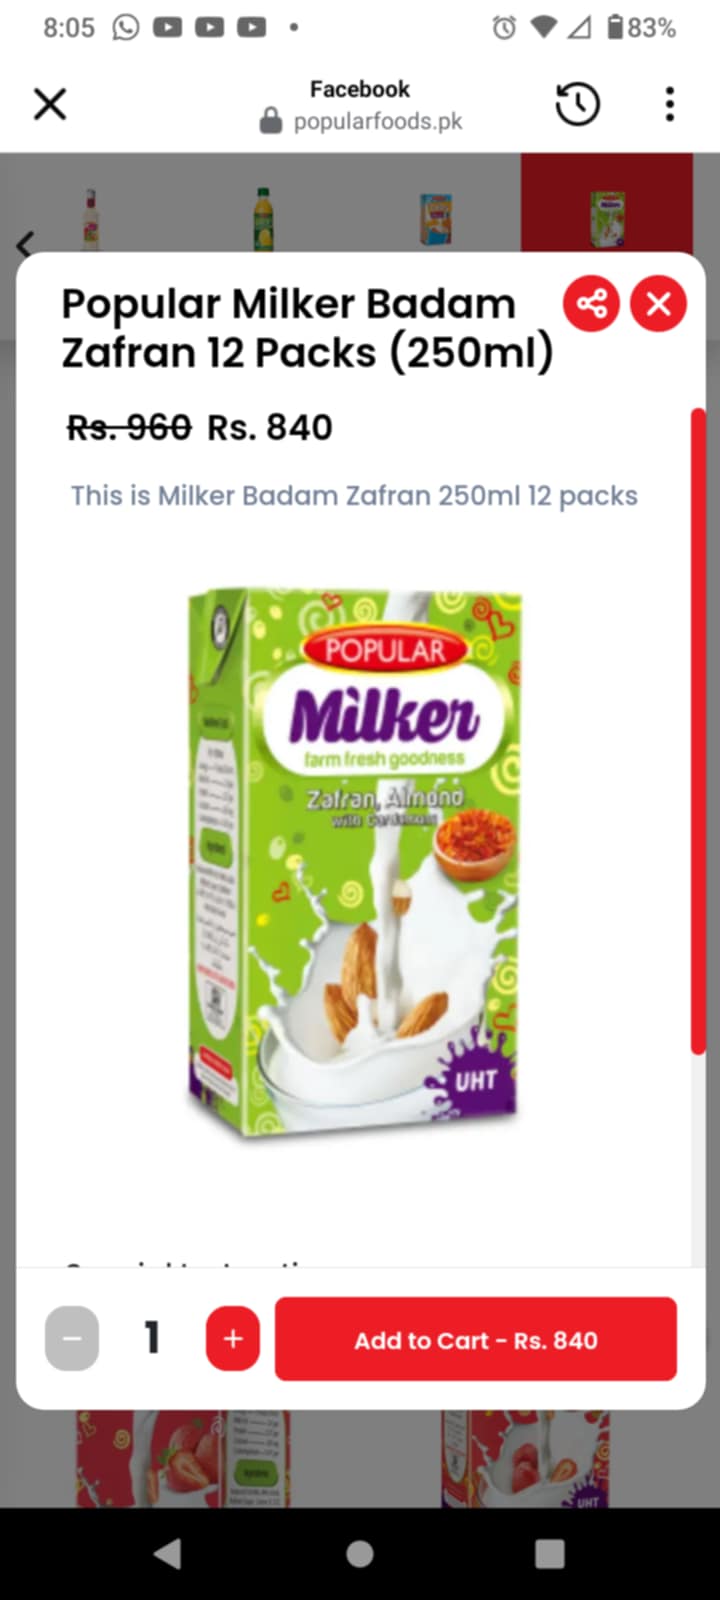 8:05
83%
Facebook
popularfoods.pk
Popular Milker Badam
Zafran 12 Packs (250ml)
Rs. 960 Rs. 840
This is Milker Badam Zafran 250ml 12 packs
POPULAR
Milker
farm fresh goodness
Zafran, Almond
with Cardamom
UHT
1
Add to Cart - Rs. 840
UHT